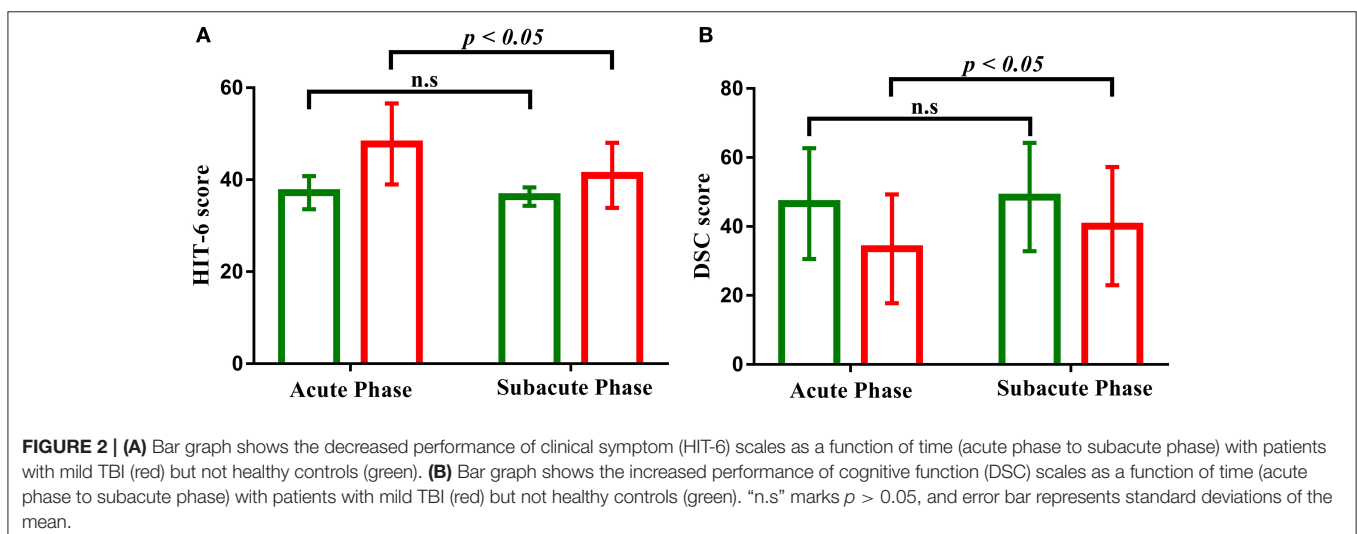 A
p < 0.05
n.s
60
40
20
0
HIT-6 score
Acute Phase
Subacute Phase
B
p < 0.05
n.s
80
60
40
20
0
DSC score
Acute Phase
Subacute Phase
FIGURE 2 | (A) Bar graph shows the decreased performance of clinical symptom (HIT-6) scales as a function of time (acute phase to subacute phase) with patients
with mild TBI (red) but not healthy controls (green). (B) Bar graph shows the increased performance of cognitive function (DSC) scales as a function of time (acute
phase to subacute phase) with patients with mild TBI (red) but not healthy controls (green). “n.s” marks p > 0.05, and error bar represents standard deviations of the
mean.